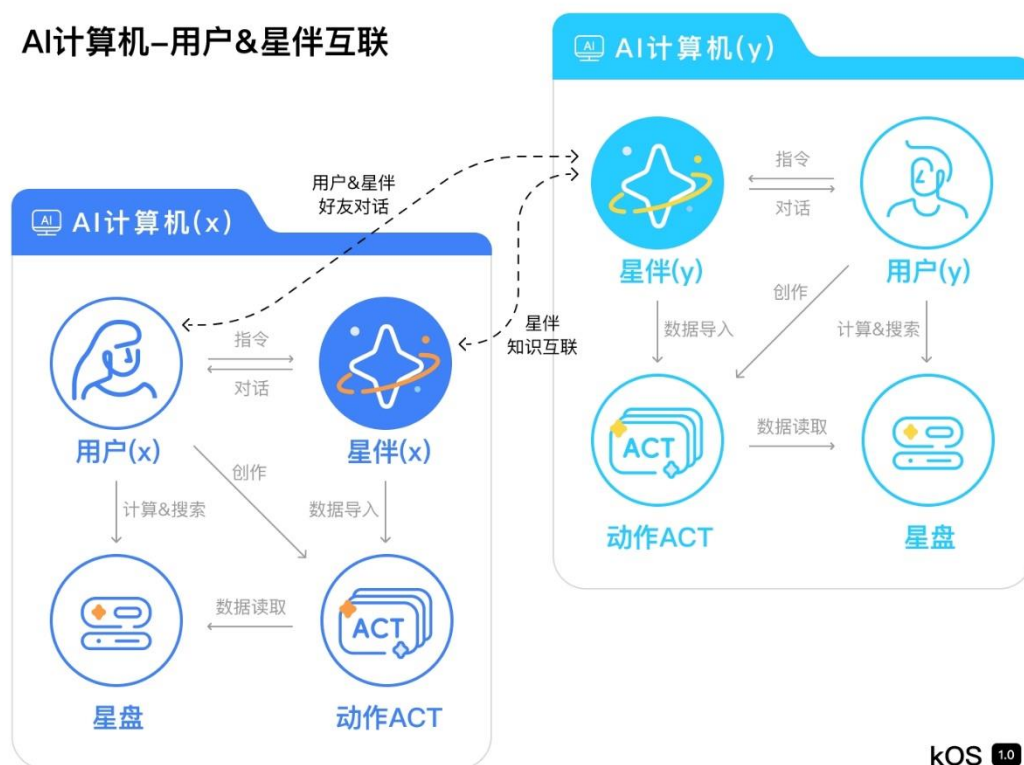 AI计算机–用户&星伴互联
AI AI计算机(y)
指令
对话
星伴(y)
用户(y)
创作
数据导入
计算&搜索
ACT
数据读取
动作ACT
星盘
用户&星伴
好友对话
星伴
知识互联
AI AI计算机(x)
指令
对话
用户(x)
星伴(x)
创作
计算&搜索
数据导入
数据读取
ACT
星盘
动作ACT
kOS 1.0